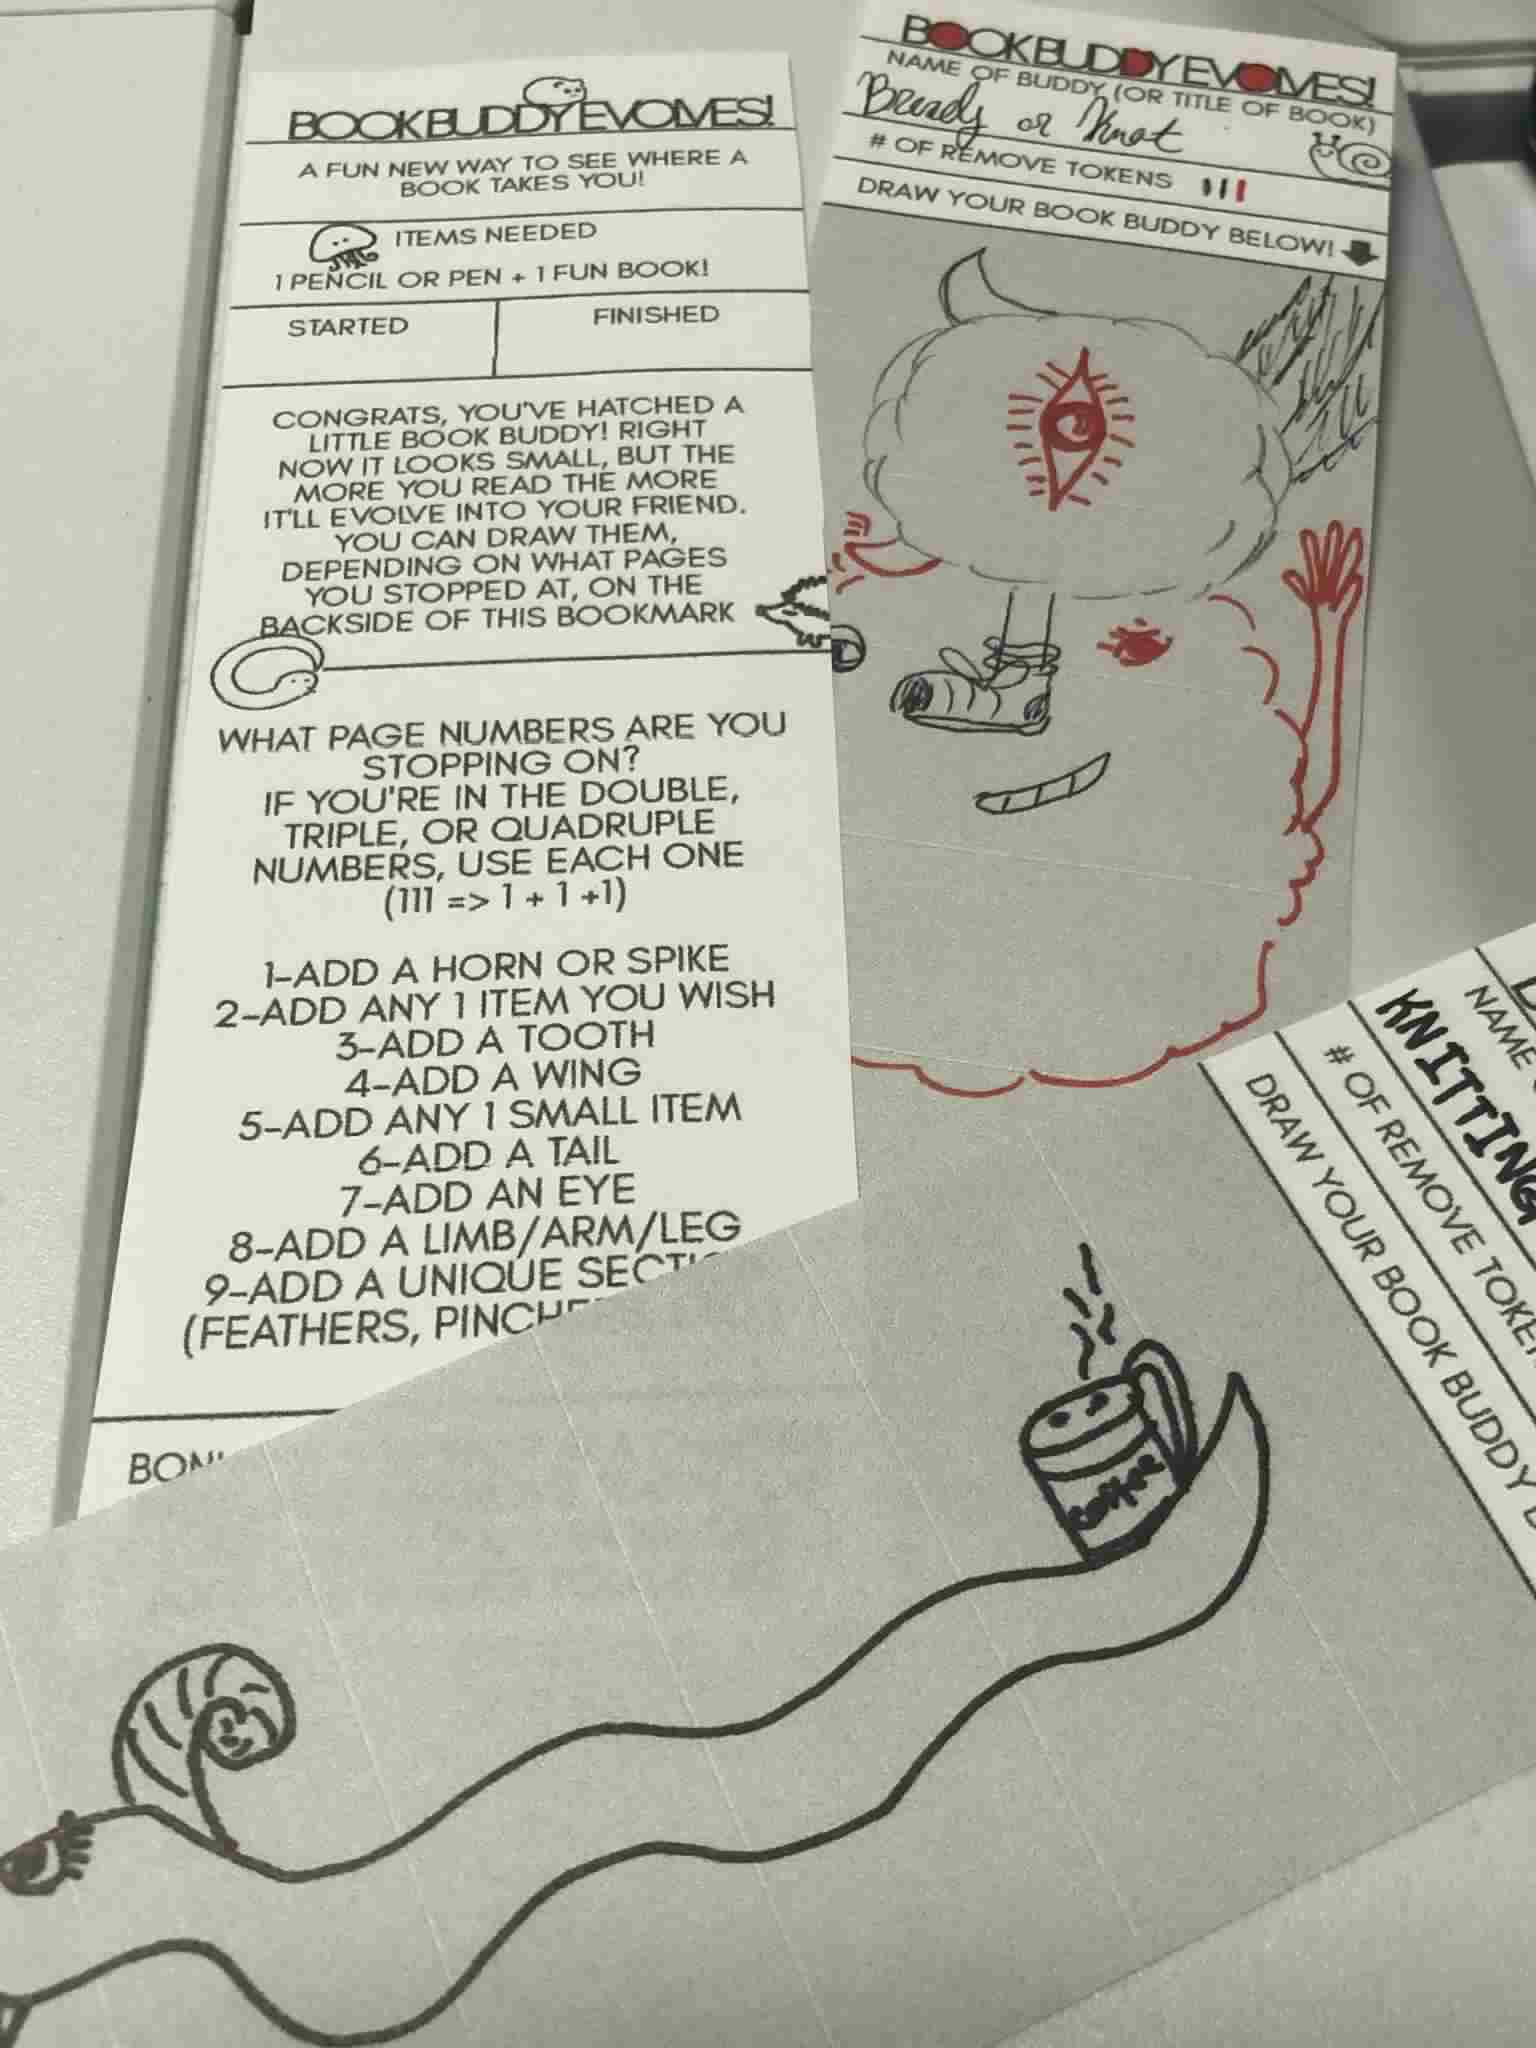 BOOKBUDDYEVOLVES!
A FUN NEW WAY TO SEE WHERE A
BOOK TAKES YOU!
ITEMS NEEDED
1 PENCIL OR PEN + 1 FUN BOOK!
STARTED
FINISHED
CONGRATS, YOU'VE HATCHED A
LITTLE BOOK BUDDY! RIGHT
NOW IT LOOKS SMALL, BUT THE
MORE YOU READ THE MORE
IT'LL EVOLVE INTO YOUR FRIEND.
YOU CAN DRAW THEM,
DEPENDING ON WHAT PAGES
YOU STOPPED AT, ON THE
BACKSIDE OF THIS BOOKMARK
WHAT PAGE NUMBERS ARE YOU
STOPPING ON?
IF YOU'RE IN THE DOUBLE,
TRIPLE, OR QUADRUPLE
NUMBERS, USE EACH ONE
(111 => 1 + 1 +1)
1-ADD A HORN OR SPIKE
2-ADD ANY 1 ITEM YOU WISH
3-ADD A TOOTH
4-ADD A WING
5-ADD ANY 1 SMALL ITEM
6-ADD A TAIL
7-ADD AN EYE
8-ADD A LIMB/ARM/LEG
9-ADD A UNIQUE
(FEATHERS,
BOOKBUDDYEVOLVES!
NAME OF BUDDY (OR TITLE OF BOOK)
Bready or Knot
# OF REMOVE TOKENS
DRAW YOUR BOOK BUDDY BELOW!
NAME
KNITTING
# OF REMOVE
DRAW YOUR BOOK BUDDY
coffee